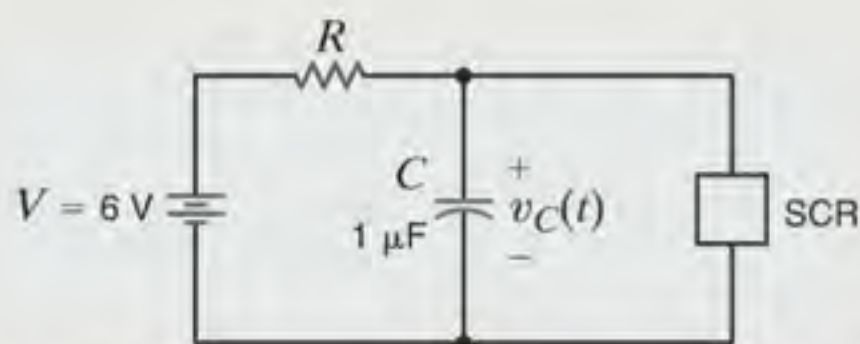 R
C
+
V = 6 V
v_C(t)
SCR
1 μF
−